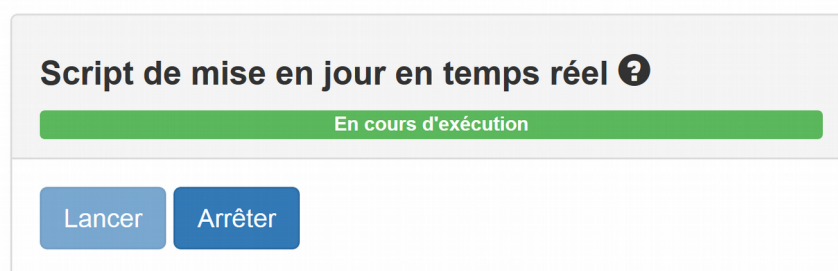 Script de mise en jour en temps réel ?
En cours d'exécution
Lancer Arrêter